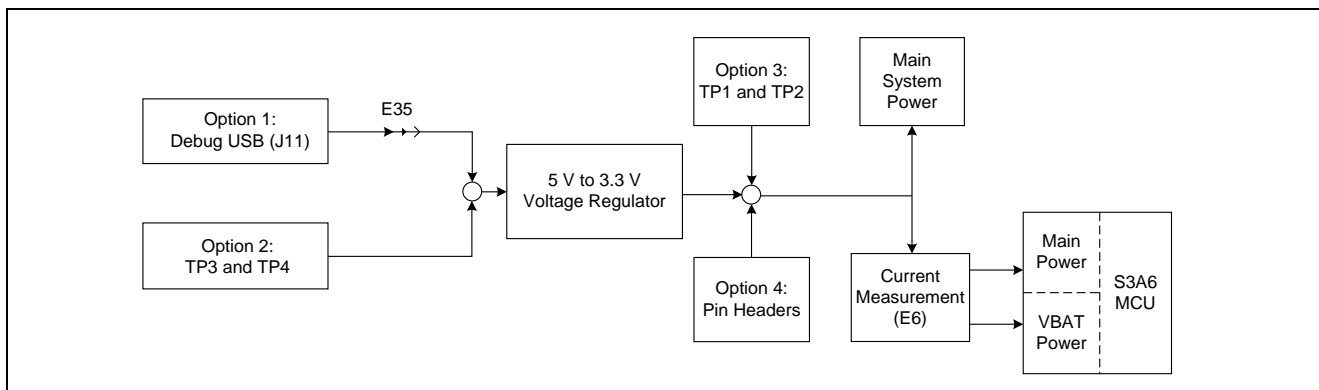 Option 1:
Debug USB (J11)
E35
Option 2:
TP3 and TP4
5 V to 3.3 V
Voltage Regulator
Option 3:
TP1 and TP2
Option 4:
Pin Headers
Main
System
Power
Current
Measurement
(E6)
Main
Power
VBAT
Power
S3A6
MCU